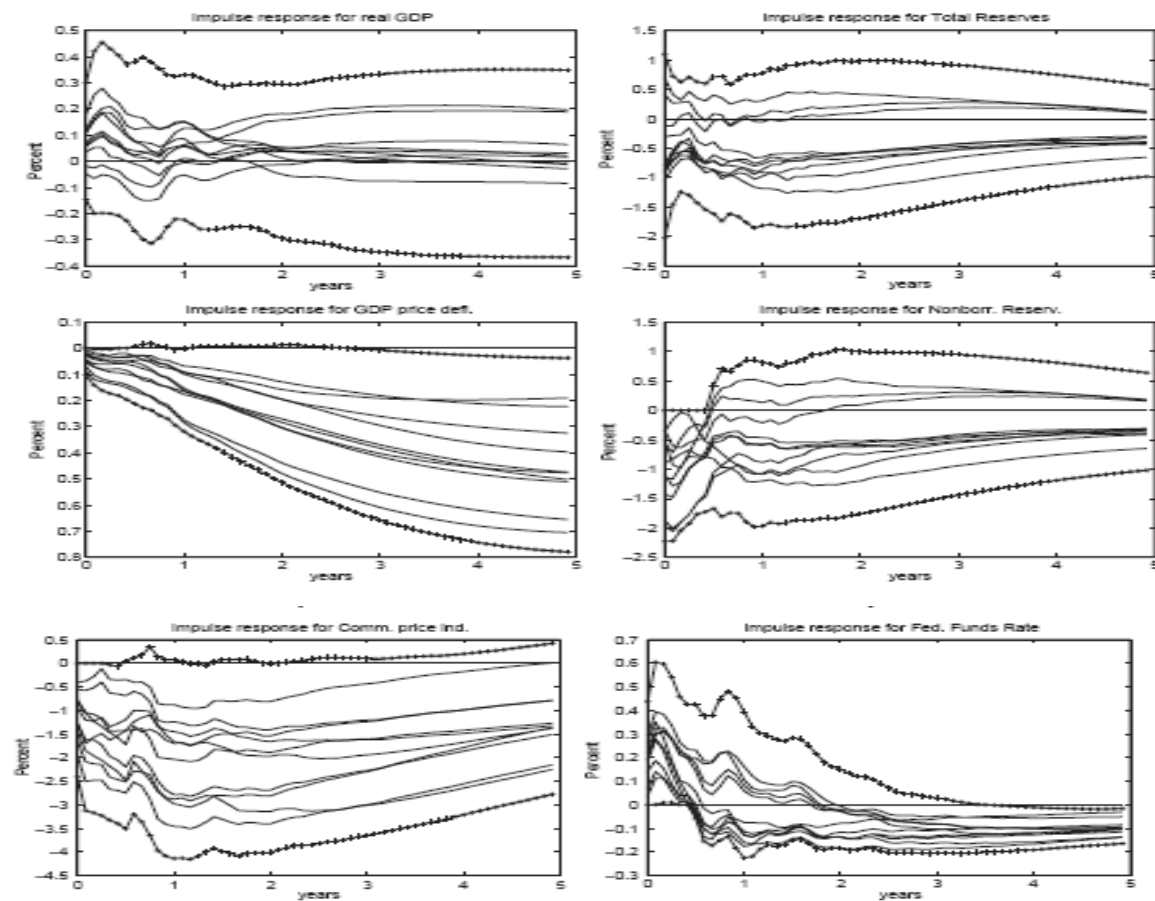 Impulse response for real GDP
0.5
0.4
0.3
0.2
0.1
0
−0.1
−0.2
−0.3
−0.4
Percent
0 1 2 3 4 5
years
Impulse response for Total Reserves
1.5
1
0.5
0
−0.5
−1
−1.5
−2
−2.5
Percent
0 1 2 3 4 5
years
Impulse response for GDP price defl.
0.1
0
0.1
0.2
0.3
0.4
0.5
0.6
0.7
0.8
Percent
0 1 2 3 4 5
years
Impulse response for Nonborr. Reserv.
1.5
1
0.5
0
−0.5
−1
−1.5
−2
−2.5
Percent
0 1 2 3 4 5
years
Impulse response for Comm. price ind.
0.5
0
−0.5
−1
−1.5
−2
−2.5
−3
−3.5
−4
−4.5
Percent
0 1 2 3 4 5
years
Impulse response for Fed. Funds Rate
0.7
0.6
0.5
0.4
0.3
0.2
0.1
0
−0.1
−0.2
0.3
Percent
0 1 2 3 4 5
years